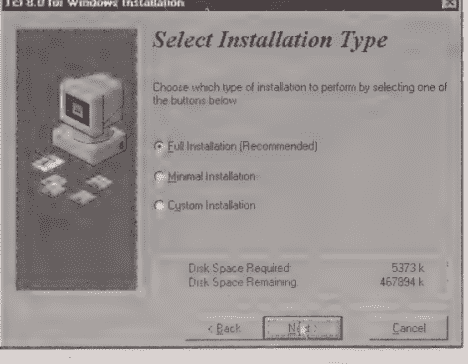 Tcl 8.0 for Windows Installation
Select Installation Type
Choose which type of installation to perform by selecting one of
the buttons below
Full Installation (Recommended)
Minimal Installation
Custom Installation
Disk Space Required: 5373 k
Disk Space Remaining: 467894 k
< Back Next > Cancel